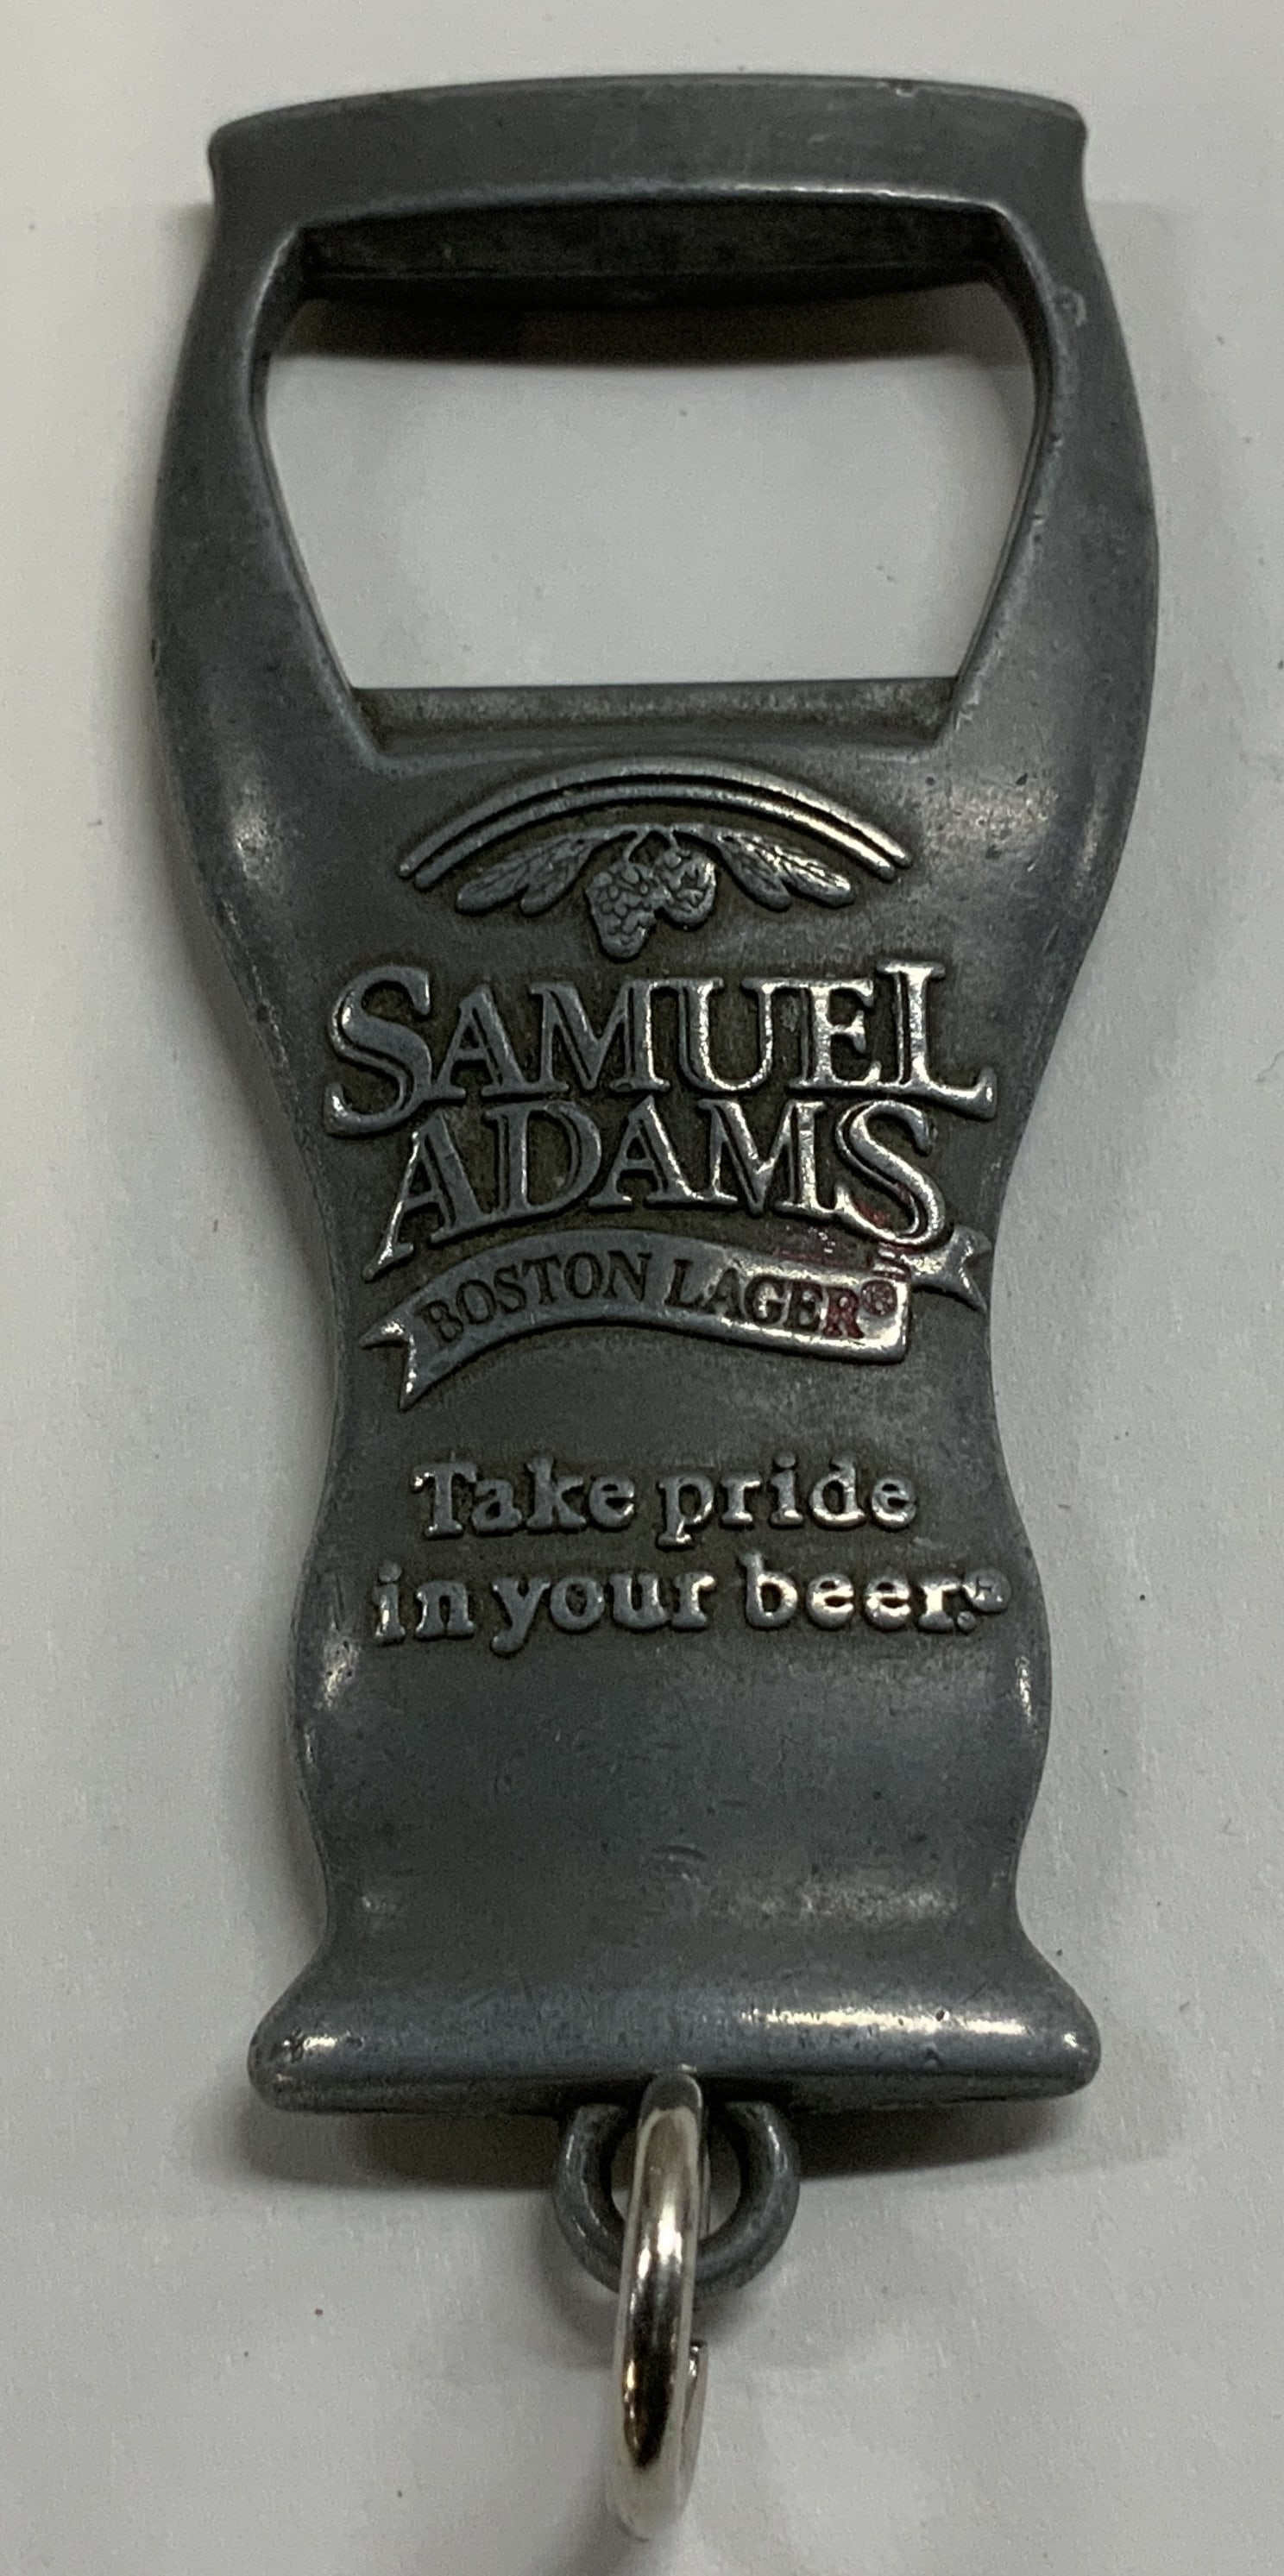 SAMUEL
ADAMS
BOSTON LAGER®
Take pride
in your beer.®